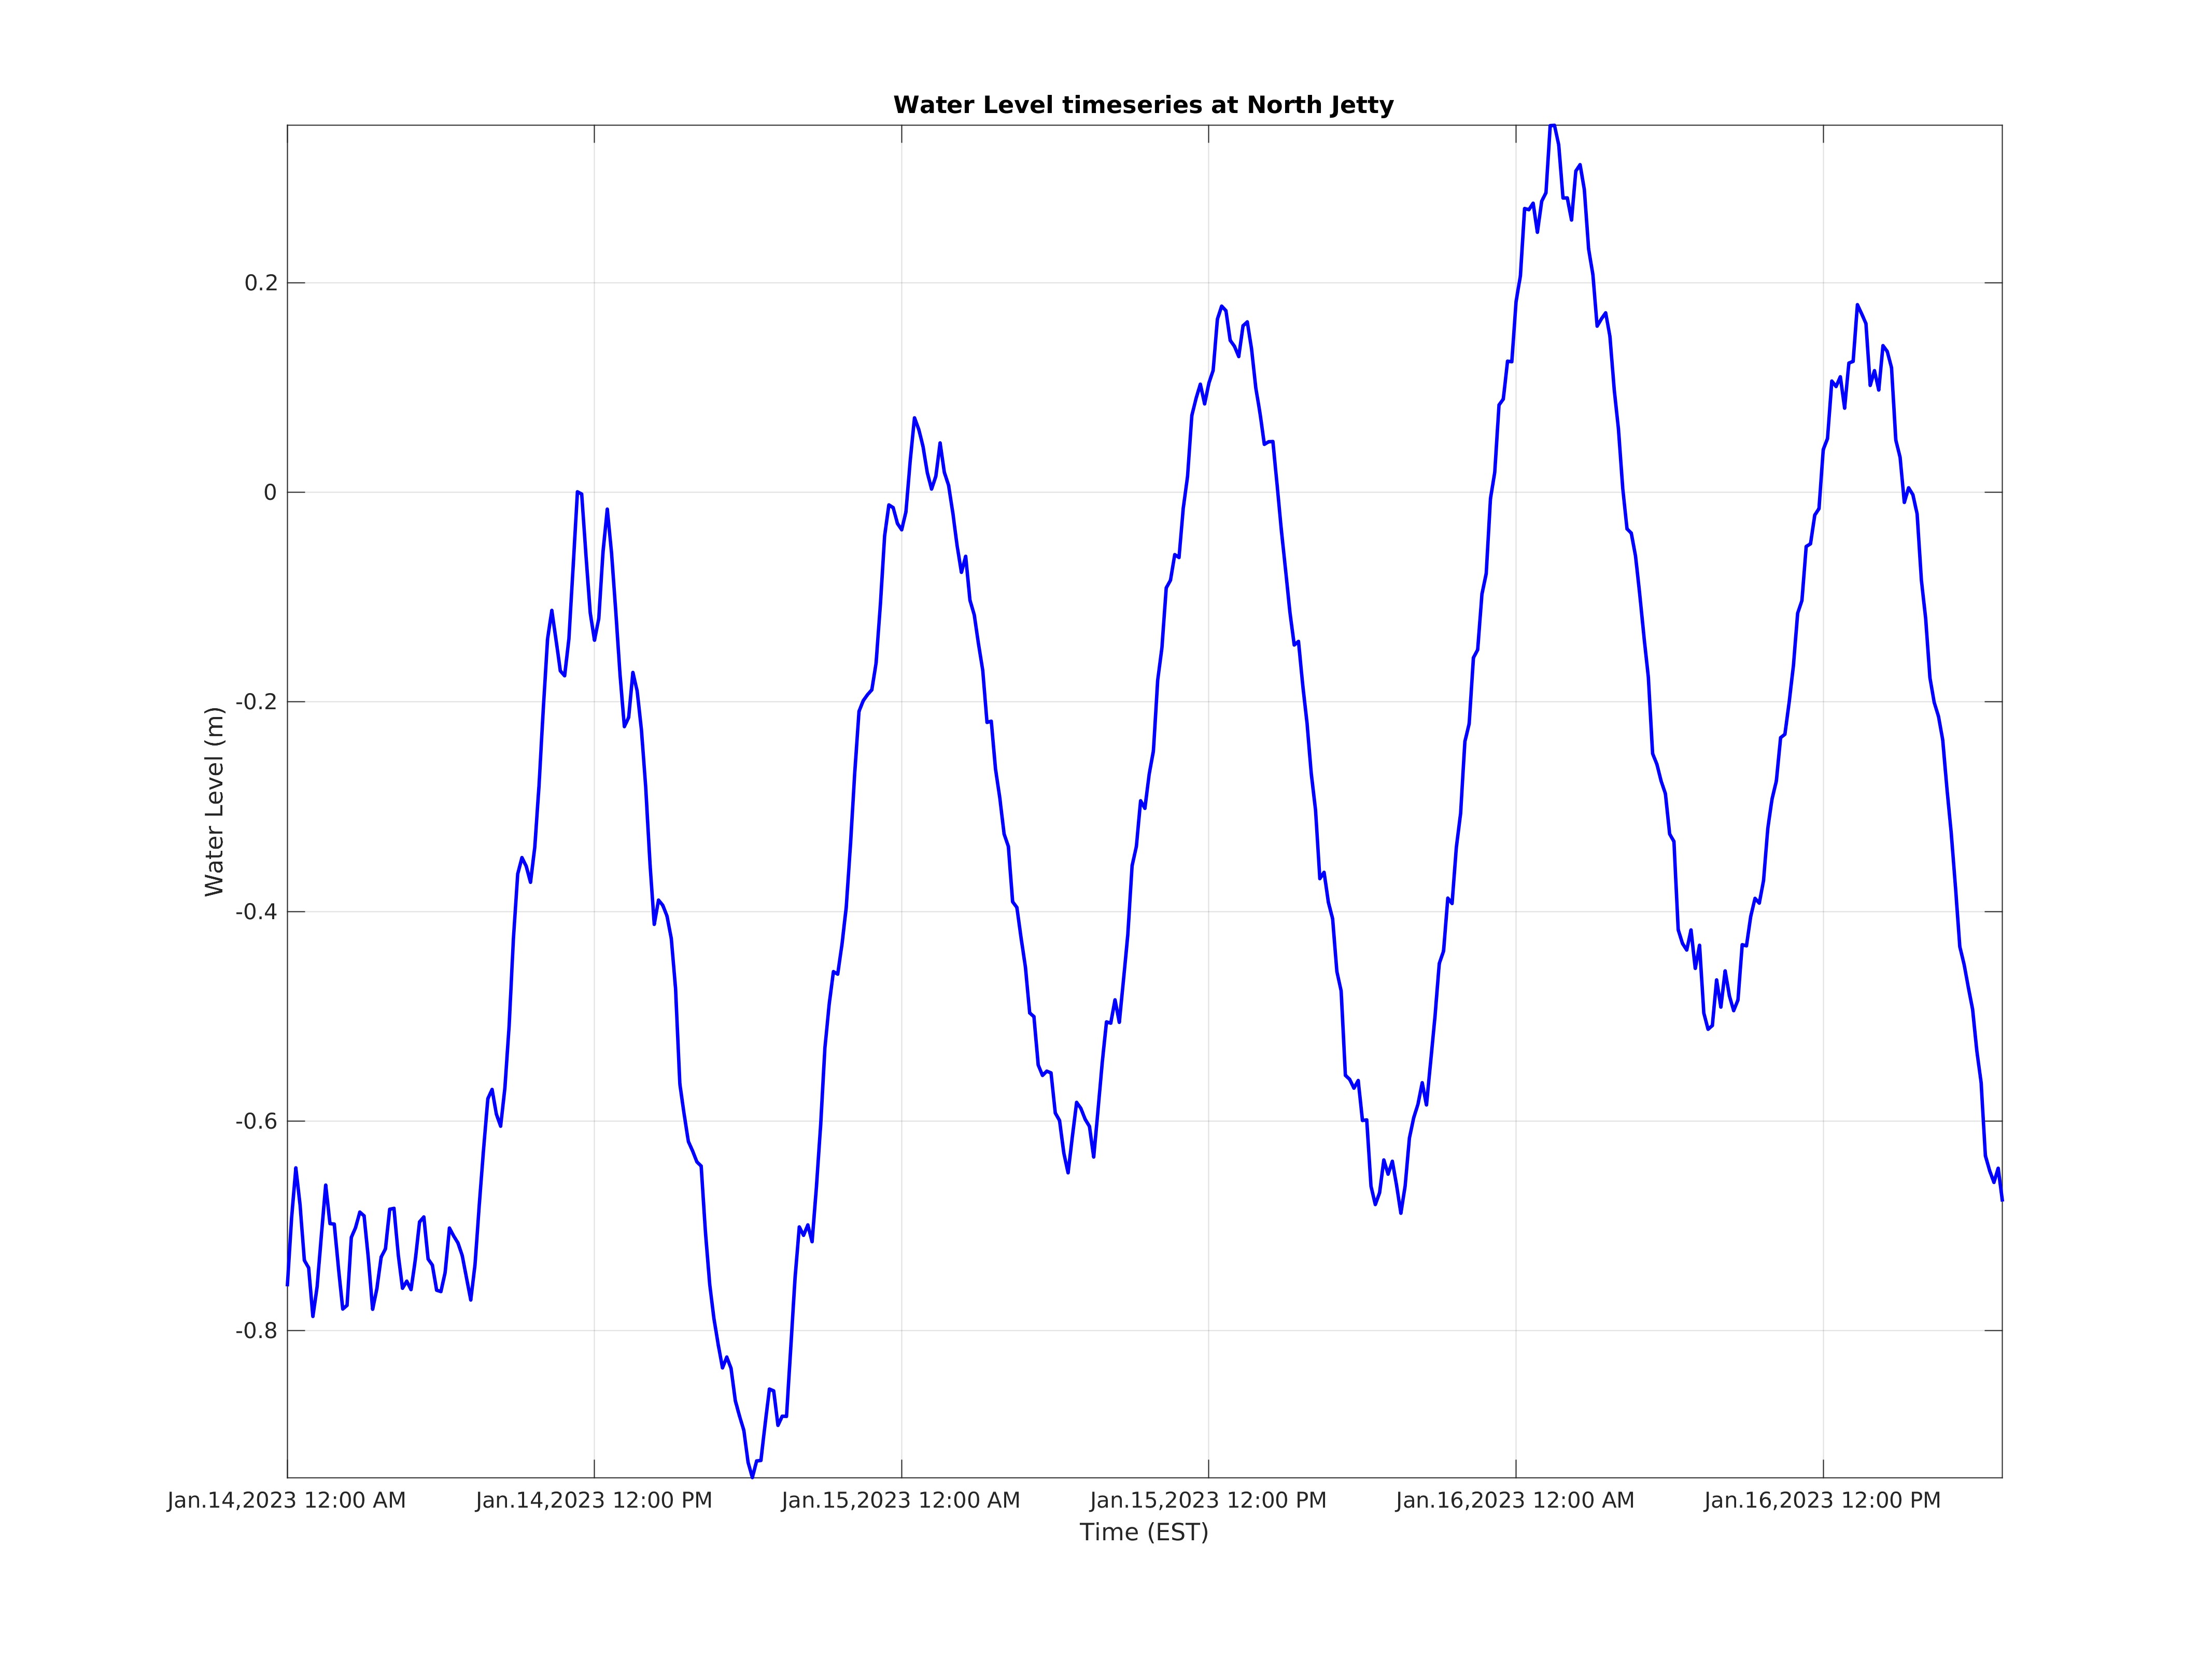 Water Level timeseries at North Jetty
0.2
0
-0.2
-0.4
-0.6
-0.8
Water Level (m)
Jan.14,2023 12:00 AM
Jan.14,2023 12:00 PM
Jan.15,2023 12:00 AM
Jan.15,2023 12:00 PM
Jan.16,2023 12:00 AM
Jan.16,2023 12:00 PM
Time (EST)